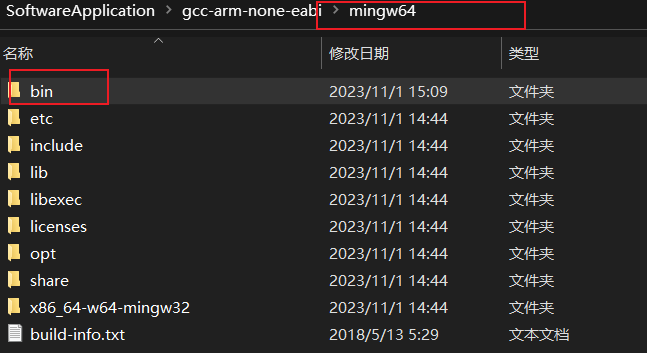 SoftwareApplication > gcc-arm-none-eabi > mingw64
名称 修改日期 类型
bin 2023/11/1 15:09 文件夹
etc 2023/11/1 14:44 文件夹
include 2023/11/1 14:44 文件夹
lib 2023/11/1 14:44 文件夹
libexec 2023/11/1 14:44 文件夹
licenses 2023/11/1 14:44 文件夹
opt 2023/11/1 14:44 文件夹
share 2023/11/1 14:44 文件夹
x86_64-w64-mingw32 2023/11/1 14:44 文件夹
build-info.txt 2018/5/13 5:29 文本文档